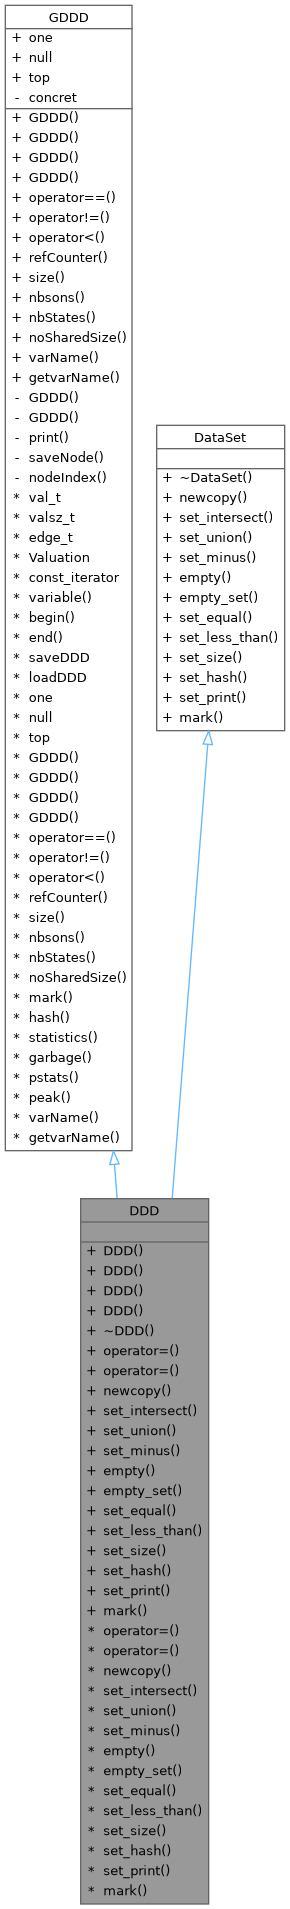 GDDD
+ one
+ null
+ top
- concret
+ GDDD()
+ GDDD()
+ GDDD()
+ GDDD()
+ operator==()
+ operator!=()
+ operator<()
+ refCounter()
+ size()
+ nbsons()
+ nbStates()
+ noSharedSize()
+ varName()
+ getvarName()
- GDDD()
- GDDD()
- print()
- saveNode()
- nodeIndex()
* val_t
* valsz_t
* edge_t
* Valuation
* const_iterator
* variable()
* begin()
* end()
* saveDDD
* loadDDD
* one
* null
* top
* GDDD()
* GDDD()
* GDDD()
* GDDD()
* operator==()
* operator!=()
* operator<()
* refCounter()
* size()
* nbsons()
* nbStates()
* noSharedSize()
* mark()
* hash()
* statistics()
* garbage()
* pstats()
* peak()
* varName()
* getvarName()
DataSet
+ ~DataSet()
+ newcopy()
+ set_intersect()
+ set_union()
+ set_minus()
+ empty()
+ empty_set()
+ set_equal()
+ set_less_than()
+ set_size()
+ set_hash()
+ set_print()
+ mark()
DDD
+ DDD()
+ DDD()
+ DDD()
+ DDD()
+ ~DDD()
+ operator=()
+ operator=()
+ newcopy()
+ set_intersect()
+ set_union()
+ set_minus()
+ empty()
+ empty_set()
+ set_equal()
+ set_less_than()
+ set_size()
+ set_hash()
+ set_print()
+ mark()
* operator=()
* operator=()
* newcopy()
* set_intersect()
* set_union()
* set_minus()
* empty()
* empty_set()
* set_equal()
* set_less_than()
* set_size()
* set_hash()
* set_print()
* mark()